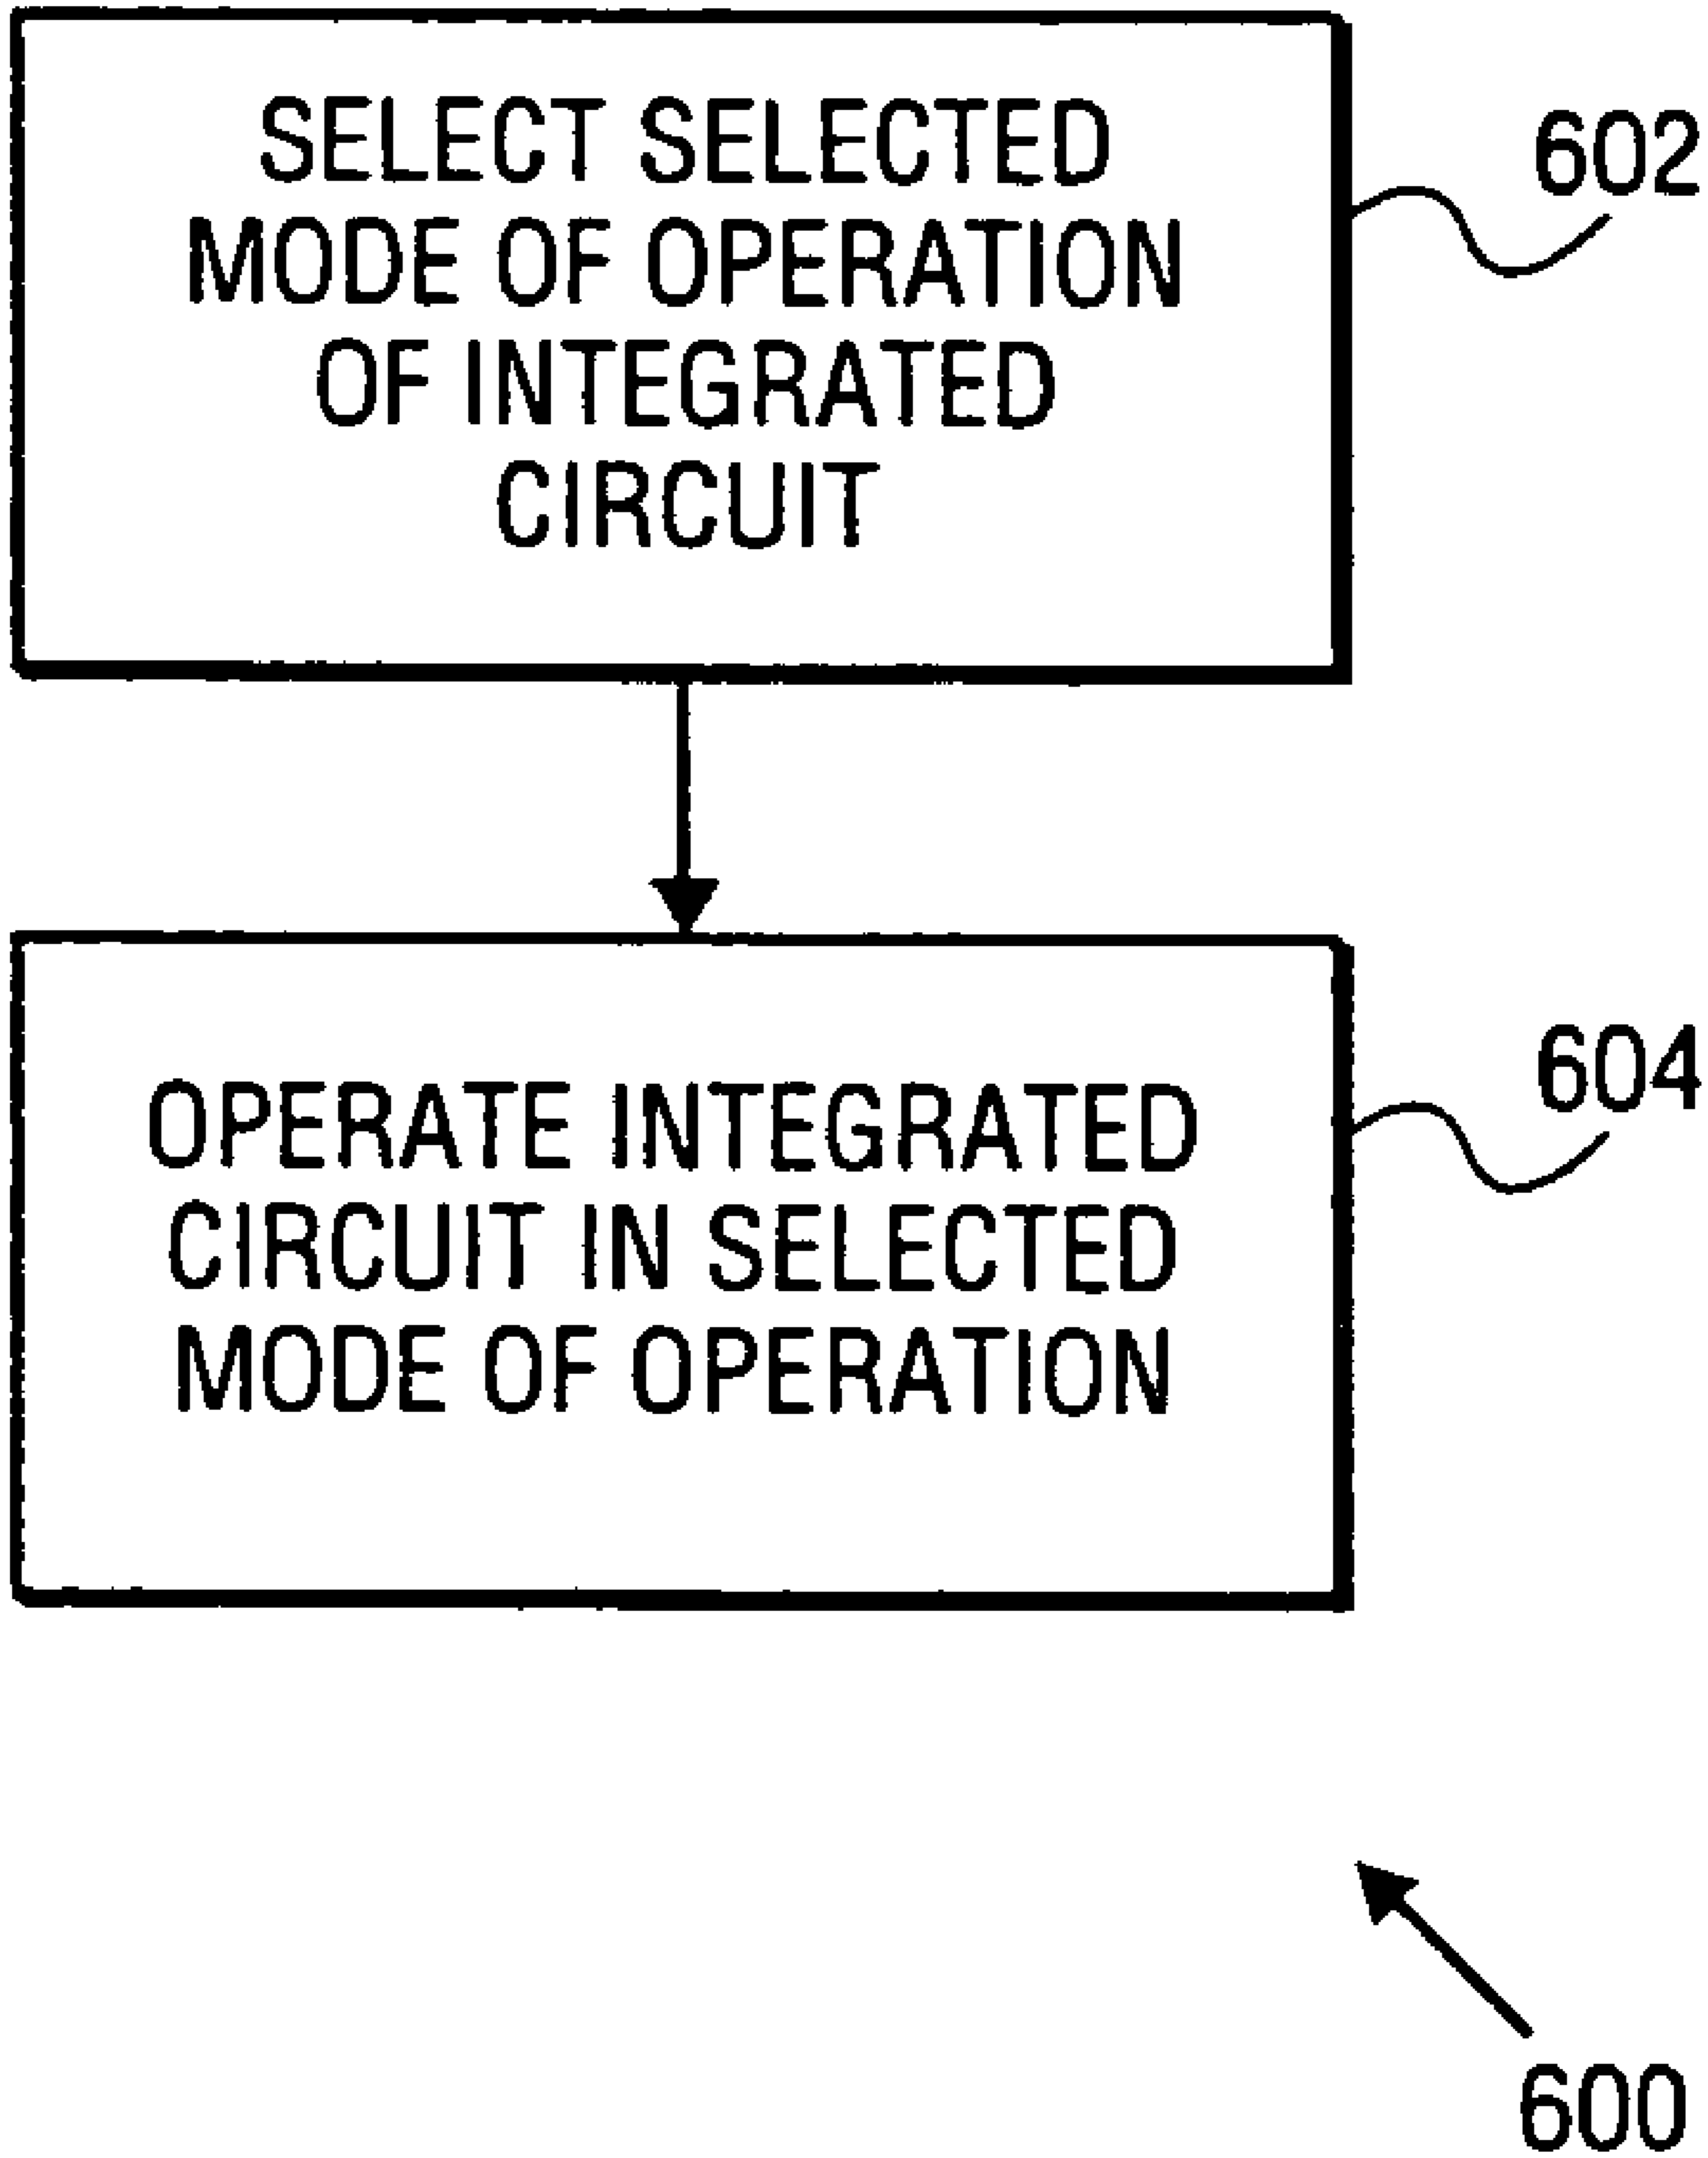 SELECT SELECTED
MODE OF OPERATION
OF INTEGRATED
CIRCUIT
602
OPERATE INTEGRATED
CIRCUIT IN SELECTED
MODE OF OPERATION
604
600